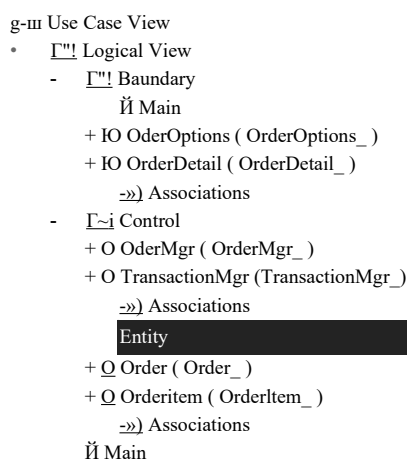 g-ш Use Case View
• Г"! Logical View
- Г"! Baundary
Й Main
+ Ю OderOptions ( OrderOptions_ )
+ Ю OrderDetail ( OrderDetail_ )
-») Associations
- Г~i Control
+ O OderMgr ( OrderMgr_ )
+ O TransactionMgr (TransactionMgr_)
-») Associations
Entity
+ O Order ( Order_ )
+ O Orderitem ( Orderltem_ )
-») Associations
Й Main